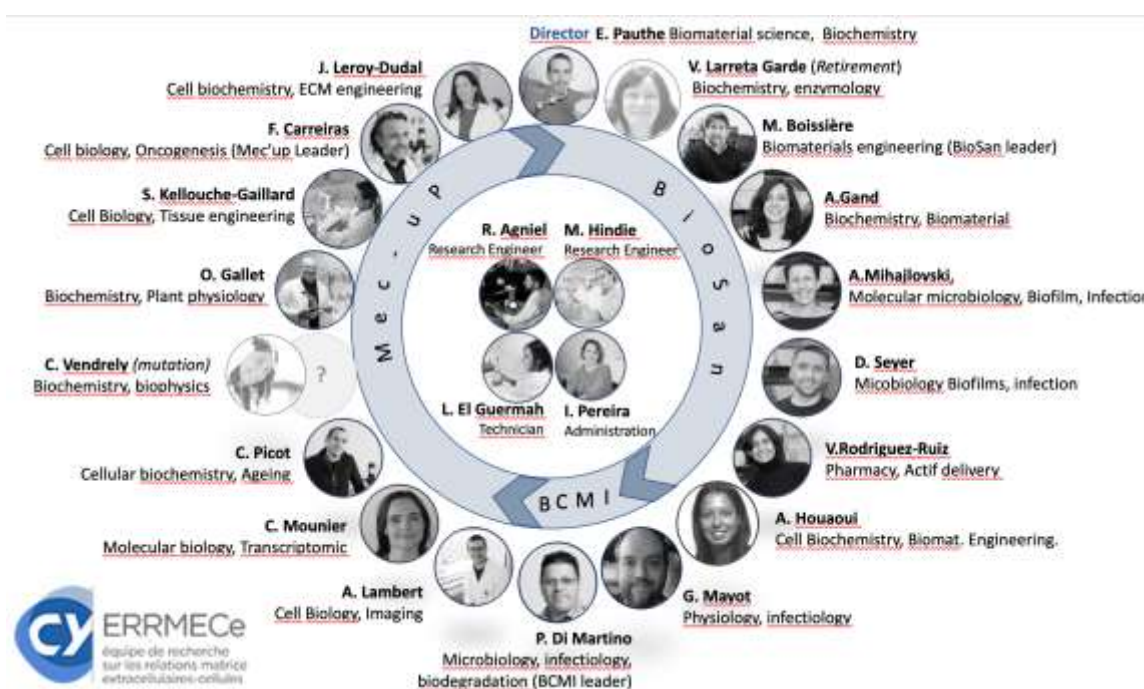 Director E. Pauthe Biomaterial science, Biochemistry
V. Larreta Garde (Retirement)
Biochemistry, enzymology
M. Boissière
Biomaterials engineering (BioSan leader)
A.Gand
Biochemistry, Biomaterial
A.Mihajlovski,
Molecular microbiology, Biofilm, Infection
D. Seyer
Micobiology Biofilms, infection
V.Rodriguez-Ruiz
Pharmacy, Actif delivery
A. Houaoui
Cell Biochemistry, Biomat. Engineering.
G. Mayot
Physiology, infectiology
P. Di Martino
Microbiology, infectiology,
biodegradation (BCMI leader)
A. Lambert
Cell Biology, Imaging
C. Mounier
Molecular biology, Transcriptomic
C. Picot
Cellular biochemistry, Ageing
C. Vendrely (mutation)
Biochemistry, biophysics
?
O. Gallet
Biochemistry, Plant physiology
S. Kellouche-Gaillard
Cell Biology, Tissue engineering
F. Carreiras
Cell biology, Oncogenesis (Mec'up Leader)
J. Leroy-Dudal
Cell biochemistry, ECM engineering
Mec-uP
BioSan
BCMI
R. Agniel
Research Engineer
M. Hindie
Research Engineer
L. El Guermah
Technician
I. Pereira
Administration
CY
ERRMECe
équipe de recherche
sur les relations matrice
extracellulaires-cellules